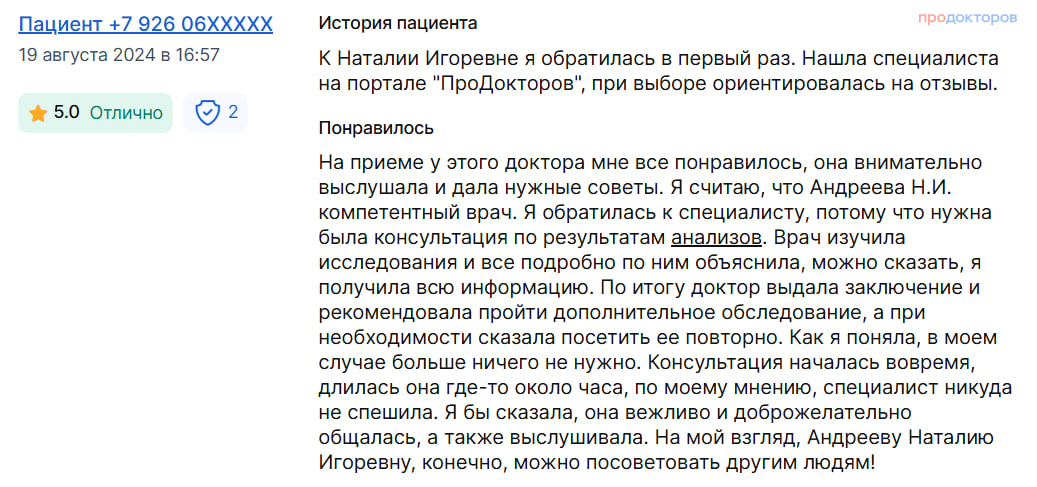 Пациент +7 926 06XXXXX
19 августа 2024 в 16:57
5.0 Отлично
2
продокторов
История пациента
К Наталии Игоревне я обратилась в первый раз. Нашла специалиста
на портале "ПроДокторов", при выборе ориентировалась на отзывы.
Понравилось
На приеме у этого доктора мне все понравилось, она внимательно
выслушала и дала нужные советы. Я считаю, что Андреева Н.И.
компетентный врач. Я обратилась к специалисту, потому что нужна
была консультация по результатам анализов. Врач изучила
исследования и все подробно по ним объяснила, можно сказать, я
получила всю информацию. По итогу доктор выдала заключение и
рекомендовала пройти дополнительное обследование, а при
необходимости сказала посетить ее повторно. Как я поняла, в моем
случае больше ничего не нужно. Консультация началась вовремя,
длилась она где-то около часа, по моему мнению, специалист никуда
не спешила. Я бы сказала, она вежливо и доброжелательно
общалась, а также выслушивала. На мой взгляд, Андрееву Наталию
Игоревну, конечно, можно посоветовать другим людям!